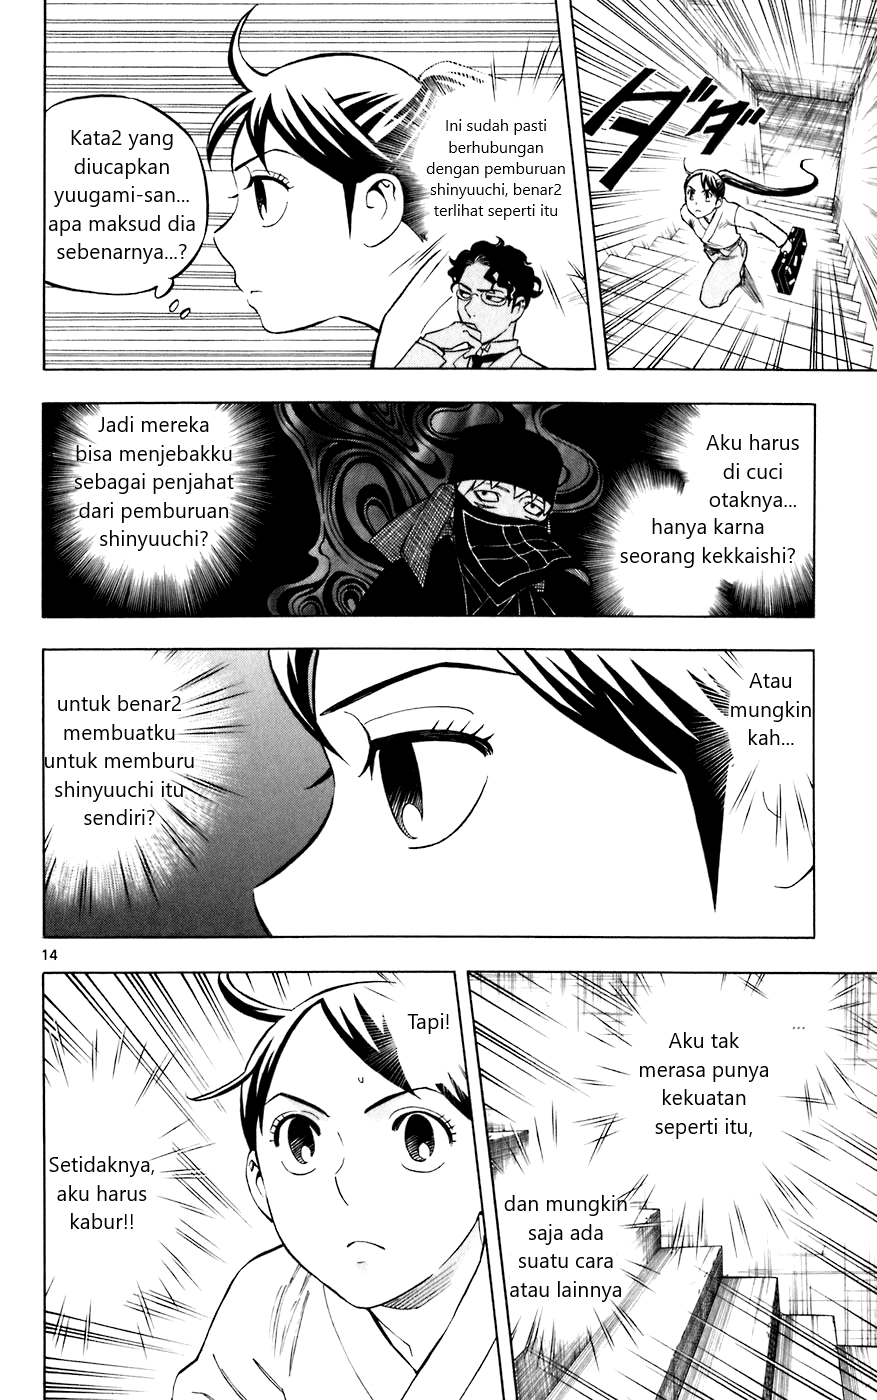 ダダダ
Ini sudah pasti
berhubungan
dengan pemburuan
shinyuuchi, benar2
terlihat seperti itu
Kata2 yang
diucapkan
yuugami-san...
apa maksud dia
sebenarnya...?
Aku harus
di cuci
otaknya...
hanya karna
seorang kekkaishi?
Jadi mereka
bisa menjebakku
sebagai penjahat
dari pemburuan
shinyuuchi?
Atau
mungkin
kah...
untuk benar2
membuatku
untuk memburu
shinyuuchi itu
sendiri?
14
...
Aku tak
merasa punya
kekuatan
seperti itu,
dan mungkin
saja ada
suatu cara
atau lainnya
Tapi!
Setidaknya,
aku harus
kabur!!